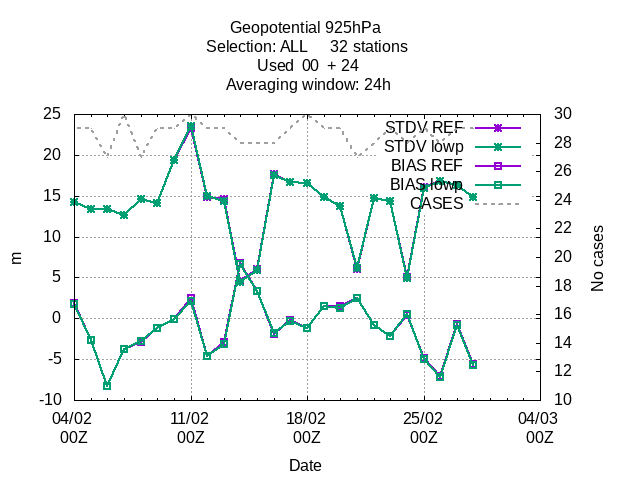 Geopotential 925hPa
Selection: ALL 32 stations
Used 00 + 24
Averaging window: 24h
STDV REF
STDV lowp
BIAS REF
BIAS lowp
CASES
25
20
15
10
5
0
-5
-10
m
30
28
26
24
22
20
18
16
14
12
10
No cases
04/02 11/02 18/02 25/02 04/03
00Z 00Z 00Z 00Z 00Z
Date